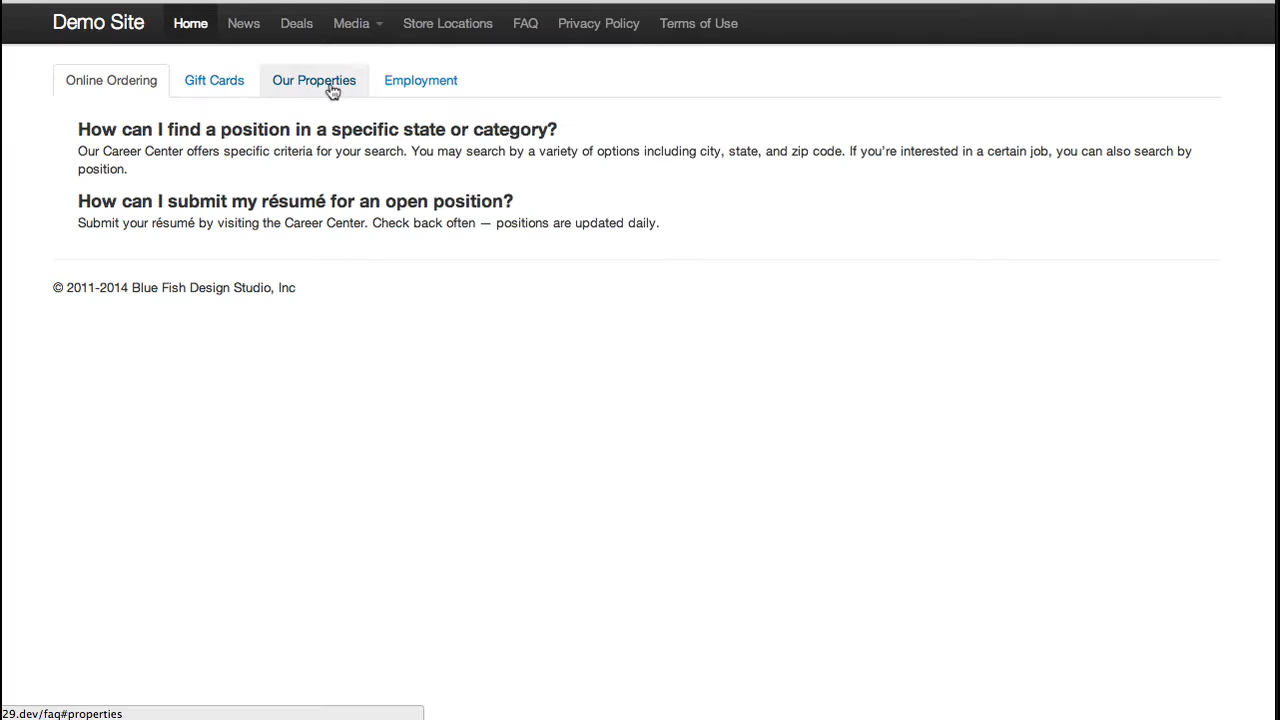 Demo Site Home News Deals Media Store Locations FAQ Privacy Policy Terms of Use
Online Ordering Gift Cards Our Properties Employment
How can I find a position in a specific state or category?
Our Career Center offers specific criteria for your search. You may search by a variety of options including city, state, and zip code. If you're interested in a certain job, you can also search by
position.
How can I submit my résumé for an open position?
Submit your résumé by visiting the Career Center. Check back often — positions are updated daily.
© 2011-2014 Blue Fish Design Studio, Inc
29.dev/faq#properties